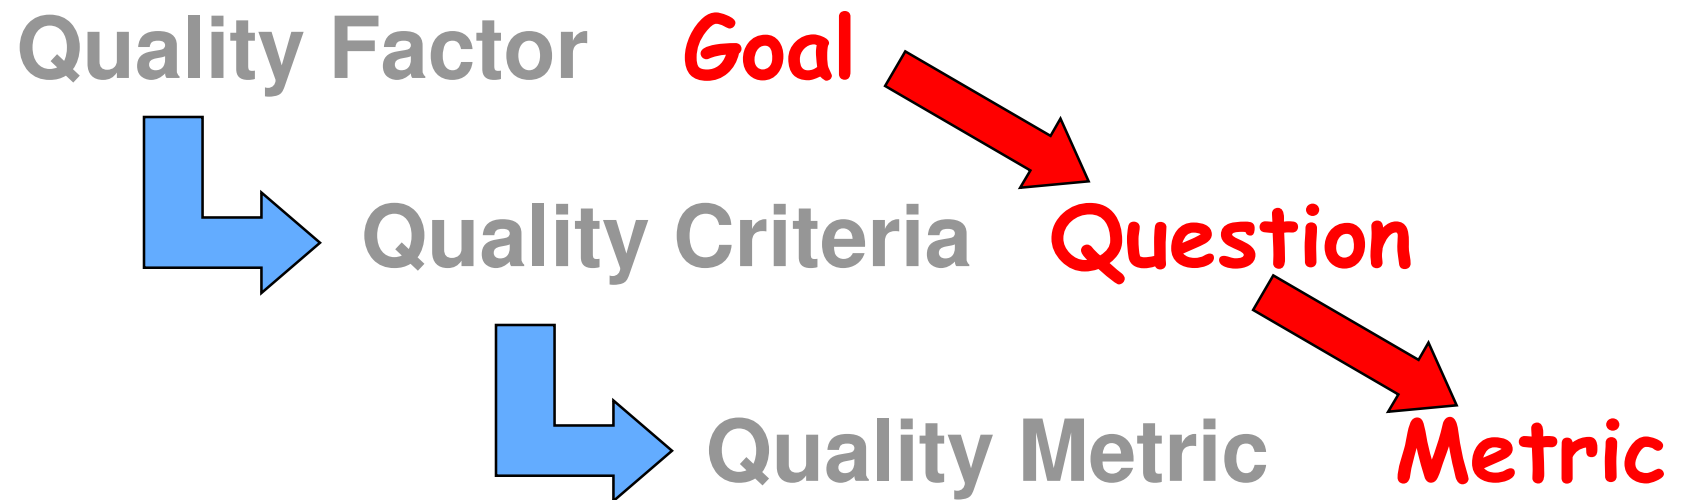 Quality Factor Goal
Quality Criteria Question
Quality Metric Metric